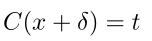 C(x + δ) = t